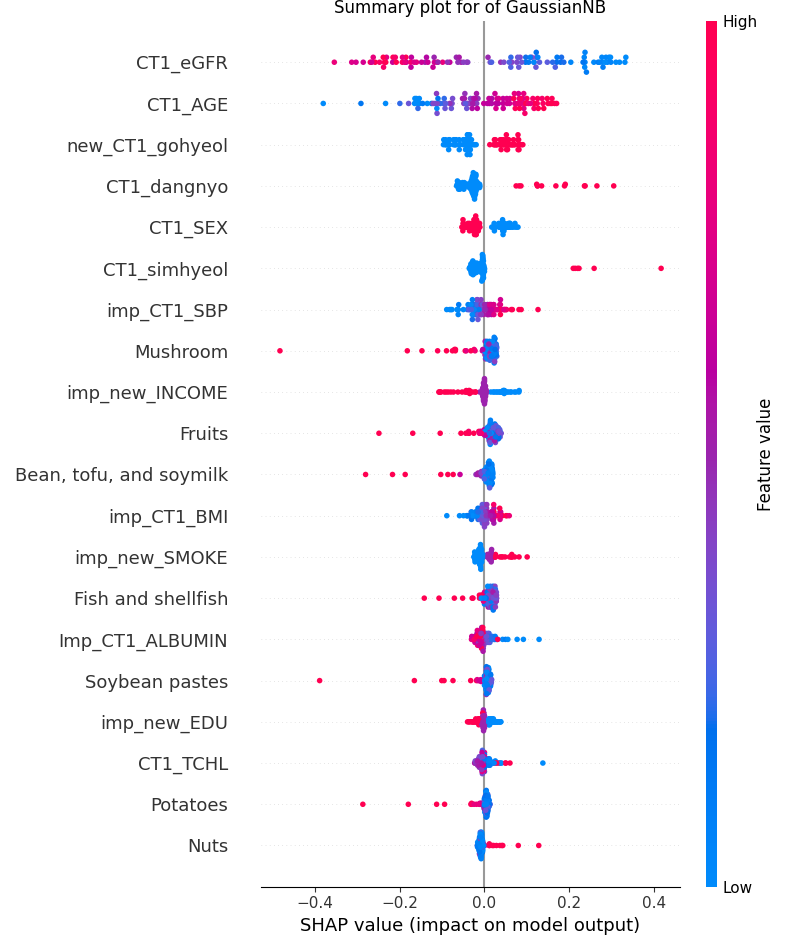 Summary plot for of GaussianNB
High
CT1_eGFR
CT1_AGE
new_CT1_gohyeol
CT1_dangnyo
CT1_SEX
CT1_simhyeol
imp_CT1_SBP
Mushroom
imp_new_INCOME
Fruits
Bean, tofu, and soymilk
imp_CT1_BMI
imp_new_SMOKE
Fish and shellfish
Imp_CT1_ALBUMIN
Soybean pastes
imp_new_EDU
CT1_TCHL
Potatoes
Nuts
Feature value
Low
−0.4 −0.2 0.0 0.2 0.4
SHAP value (impact on model output)